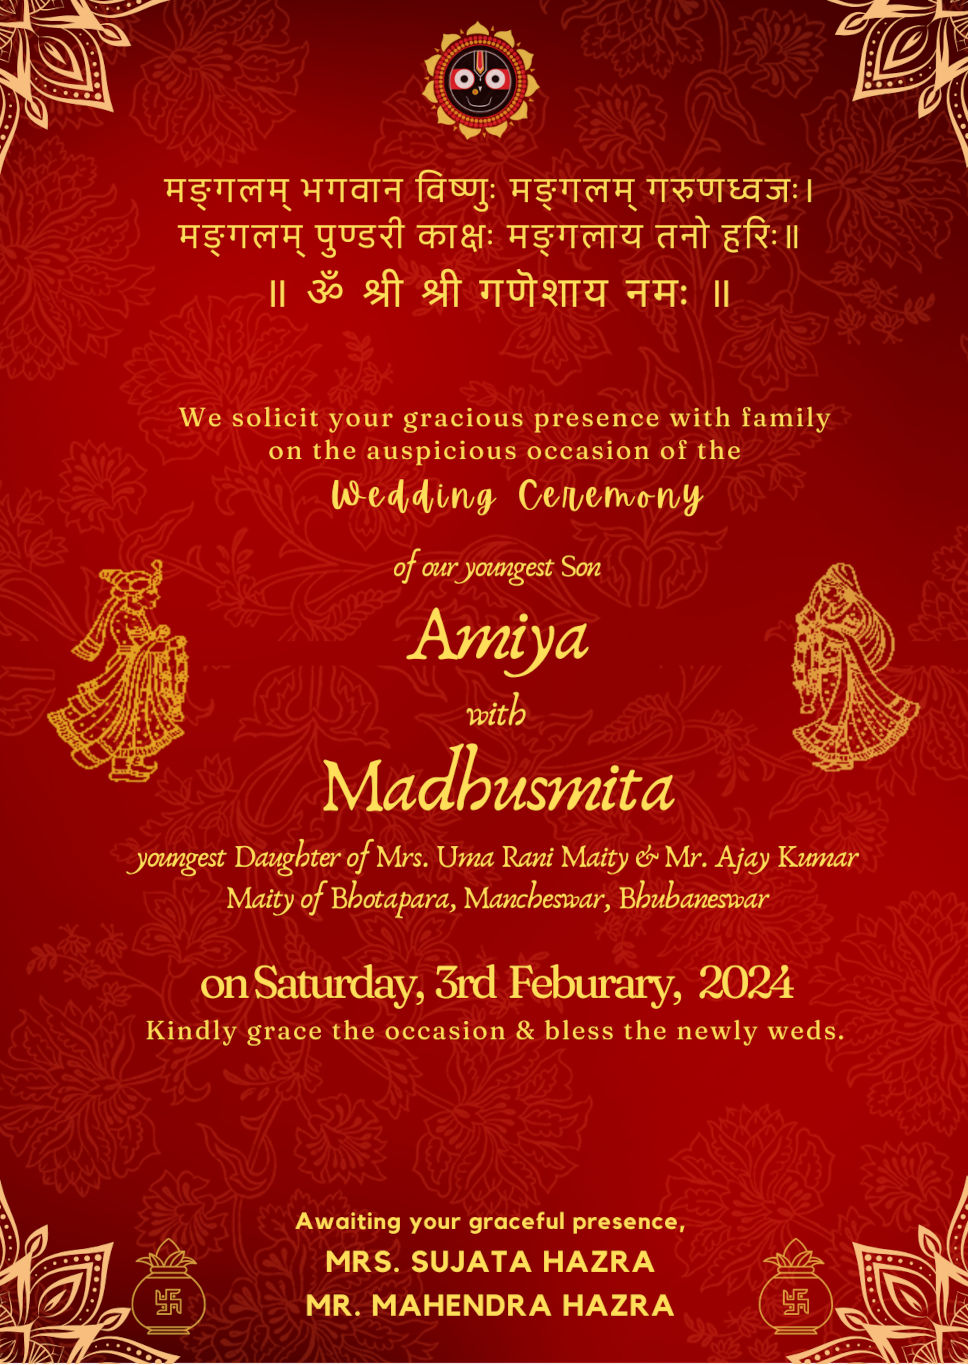 मङ्गलम् भगवान विष्णुः मङ्गलम् गरुणध्वजः।
मङ्गलम् पुण्डरी काक्षः मङ्गलाय तनो हरिः॥
॥ ॐ श्री श्री गणॆशाय नमः ॥
We solicit your gracious presence with family
on the auspicious occasion of the
Wedding Ceremony
of our youngest Son
Amiya
with
Madhusmita
youngest Daughter of Mrs. Uma Rani Maity & Mr. Ajay Kumar
Maity of Bhotapara, Mancheswar, Bhubaneswar
on Saturday, 3rd Feburary, 2024
Kindly grace the occasion & bless the newly weds.
Awaiting your graceful presence,
MRS. SUJATA HAZRA
MR. MAHENDRA HAZRA